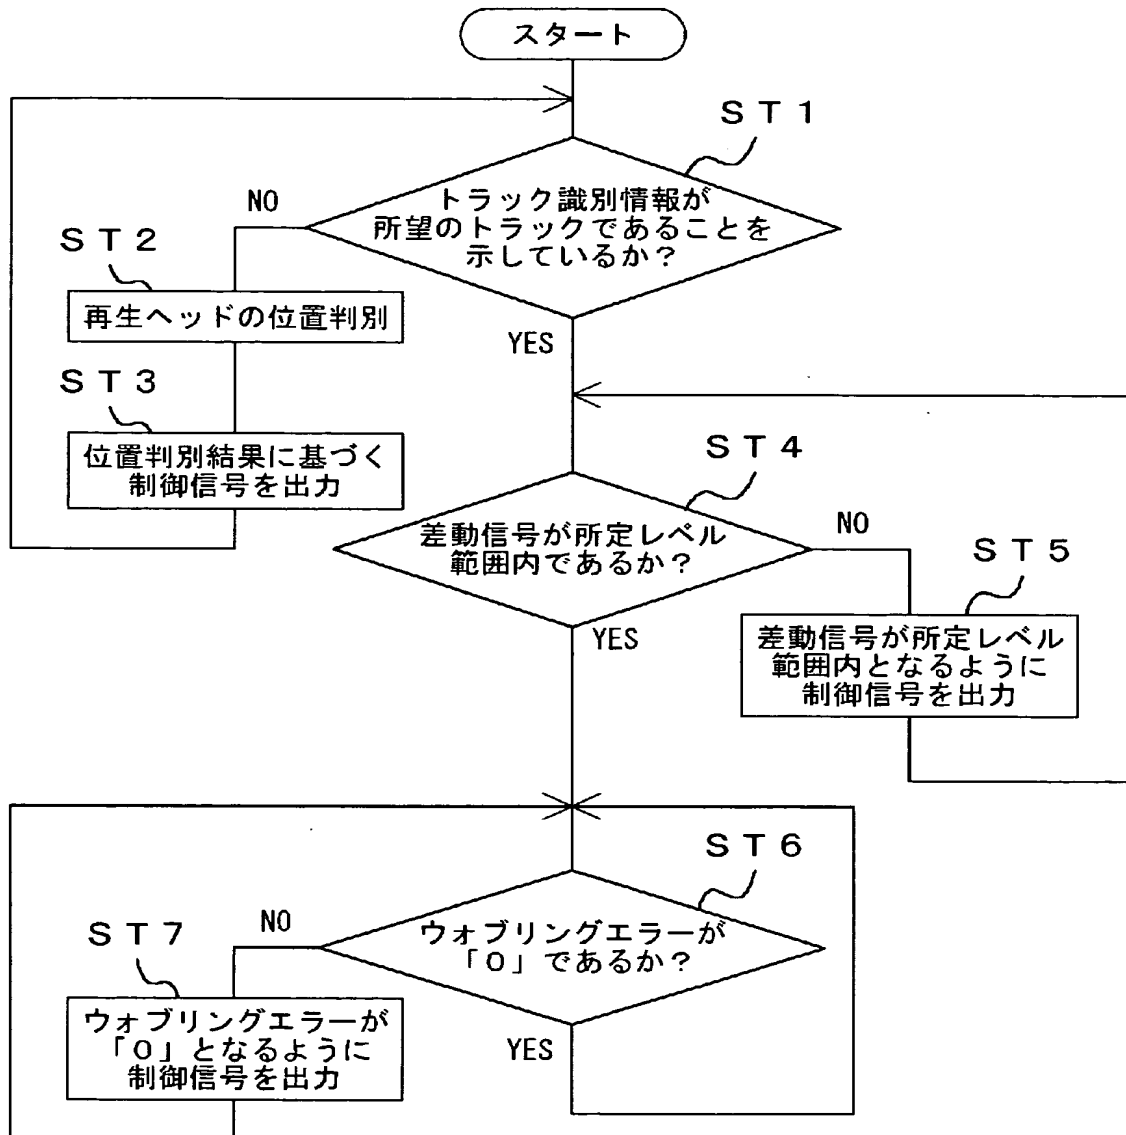 スタート
ST1
トラック識別情報が
所望のトラックであることを
示しているか？
NO
ST2
再生ヘッドの位置判別
YES
ST3
位置判別結果に基づく
制御信号を出力
ST4
差動信号が所定レベル
範囲内であるか？
NO
ST5
差動信号が所定レベル
範囲内となるように
制御信号を出力
YES
ST6
ウォブリングエラーが
「0」であるか？
NO
ST7
ウォブリングエラーが
「0」となるように
制御信号を出力
YES